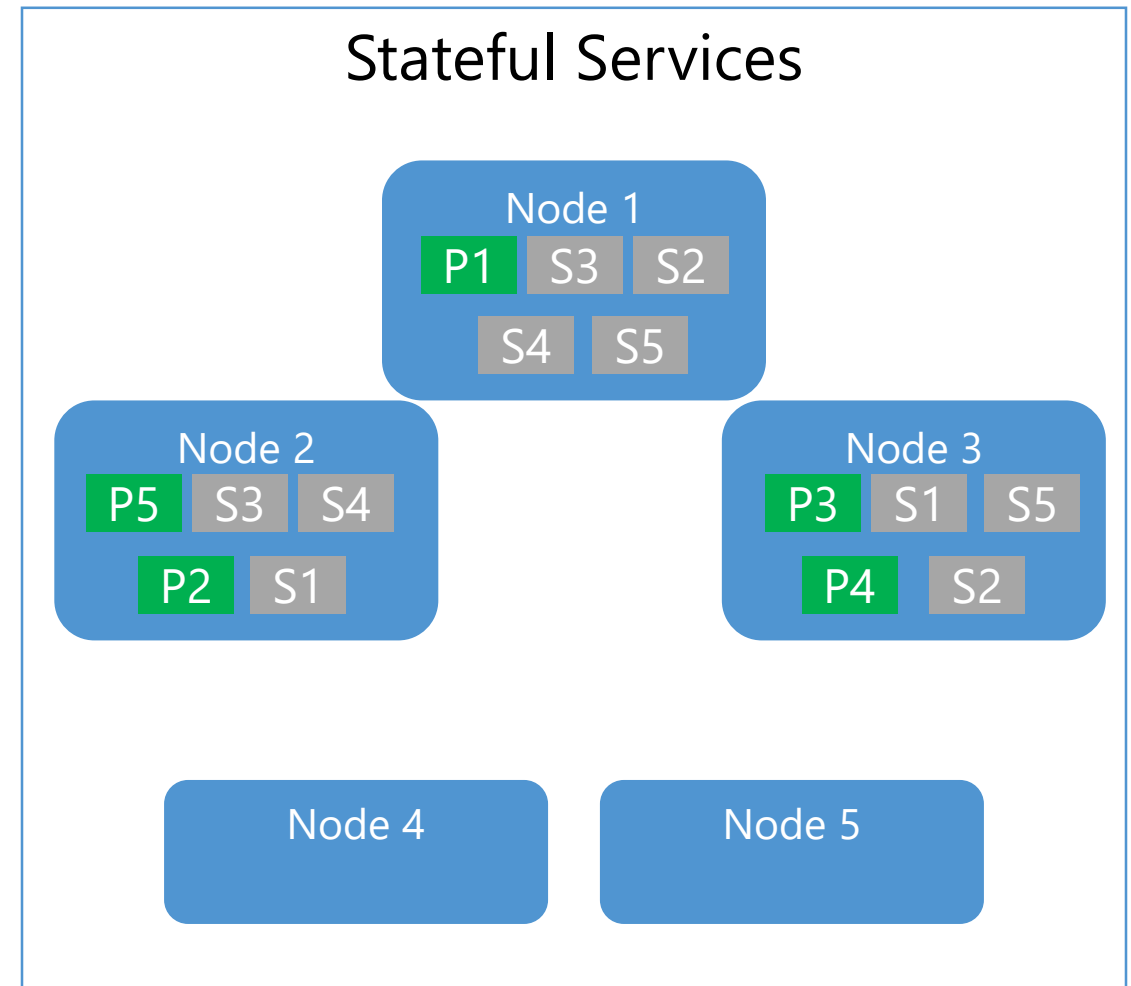 Stateful Services
Node 1
P1 S3 S2
S4 S5
Node 2
P5 S3 S4
P2 S1
Node 3
P3 S1 S5
P4 S2
Node 4
Node 5